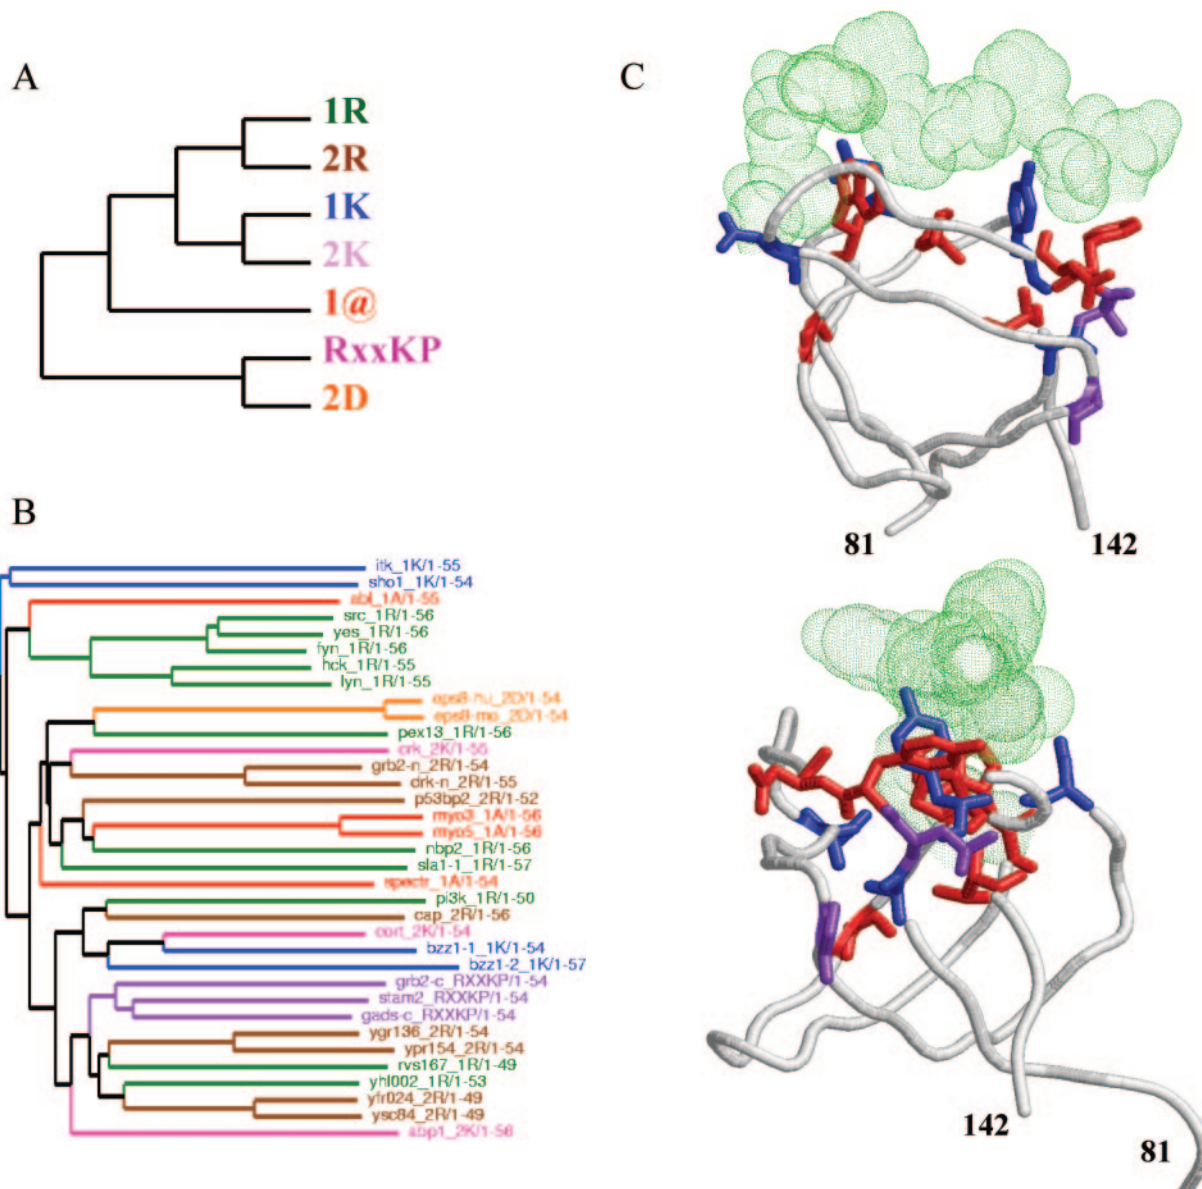 A
1R
2R
1K
2K
1@
RxxKP
2D
B
itk_1K/1-55
sho1_1K/1-54
abl_1A/1-55
src_1R/1-56
yes_1R/1-56
fyn_1R/1-56
hck_1R/1-55
lyn_1R/1-55
eps8-hu_2D/1-54
eps8-mo_2D/1-54
pex13_1R/1-56
crk_2K/1-55
grb2-n_2R/1-54
drk-n_2R/1-55
p53bp2_2R/1-52
myo3_1A/1-56
myo5_1A/1-56
nbp2_1R/1-56
sla1-1_1R/1-57
spectr_1A/1-54
pi3k_1R/1-50
cap_2R/1-56
cort_2K/1-54
bzz1-1_1K/1-54
bzz1-2_1K/1-57
grb2-c_RXXKP/1-54
stam2_RXXKP/1-54
gads-c_RXXKP/1-54
ygr136_2R/1-54
ypr154_2R/1-54
rvs167_1R/1-49
yhl002_1R/1-53
yfr024_2R/1-49
ysc84_2R/1-49
abp1_2K/1-56
C
81
142
142
81